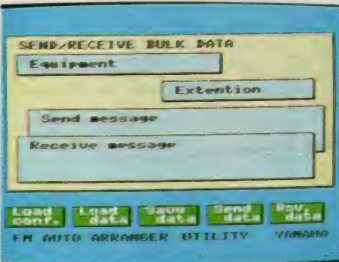 SEND/RECEIVE BULK DATA
Equipment
Extention
Send message
Receive message
Load conf. Load data Save data Send data Rsv. data
FM AUTO ARRANGER UTILITY YAMAHA